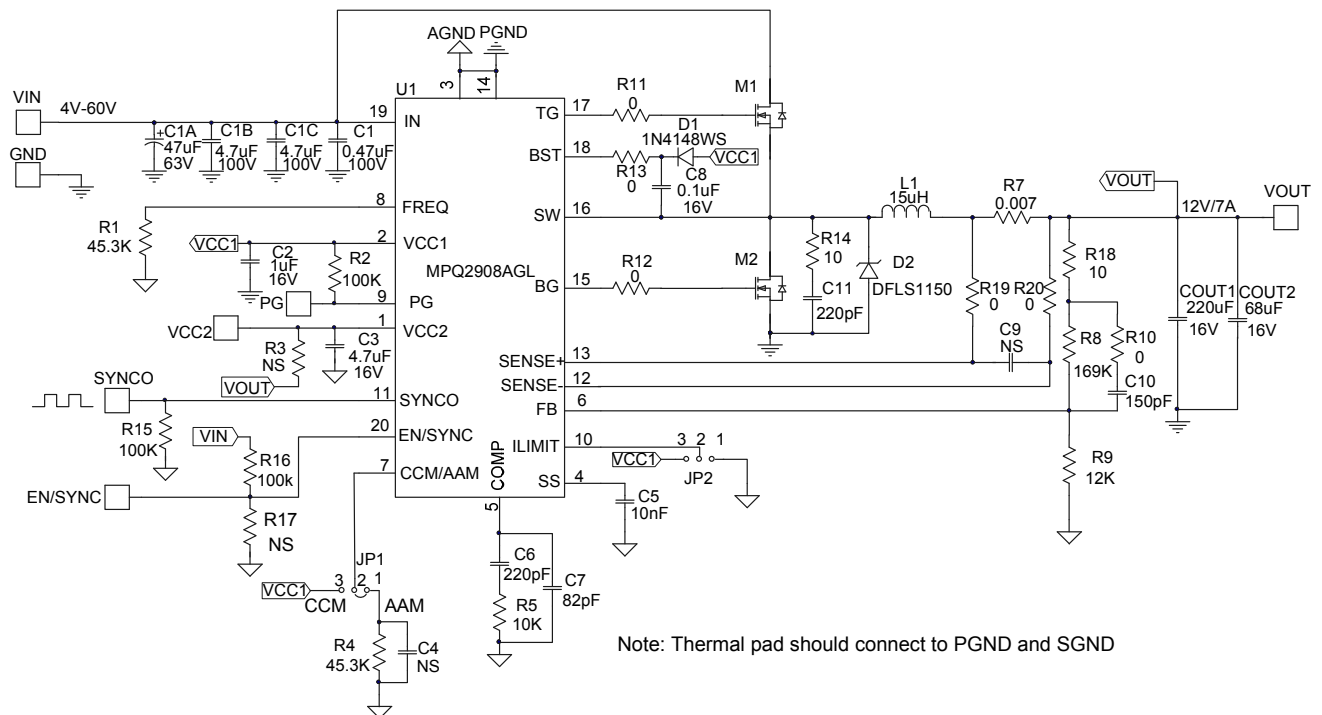 AGND
PGND
3
14
U1
VIN
4V-60V
19
IN
C1A
47uF
63V
C1B
4.7uF
100V
C1C
4.7uF
100V
C1
0.47uF
100V
GND
R1
45.3K
8
FREQ
VCC1
2
VCC1
C2
1uF
16V
R2
100K
PG
9
PG
VCC2
1
VCC2
R3
NS
VOUT
C3
4.7uF
16V
SYNCO
11
SYNCO
R15
100K
VIN
20
EN/SYNC
R16
100k
EN/SYNC
R17
NS
7
CCM/AAM
JP1
VCC1
3
2
1
CCM
AAM
R4
45.3K
C4
NS
MPQ2908AGL
COMP
5
C6
220pF
R5
10K
C7
82pF
TG
17
R11
0
M1
BST
18
R13
0
D1
1N4148WS
VCC1
C8
0.1uF
16V
SW
16
L1
15uH
R7
0.007
VOUT
12V/7A
VOUT
BG
15
R12
0
M2
R14
10
C11
220pF
D2
DFLS1150
R19
0
R20
0
C9
NS
R18
10
R8
169K
R10
0
C10
150pF
COUT1
220uF
16V
COUT2
68uF
16V
SENSE+
13
SENSE-
12
FB
6
R9
12K
ILIMIT
10
VCC1
3
2
1
JP2
SS
4
C5
10nF
Note: Thermal pad should connect to PGND and SGND